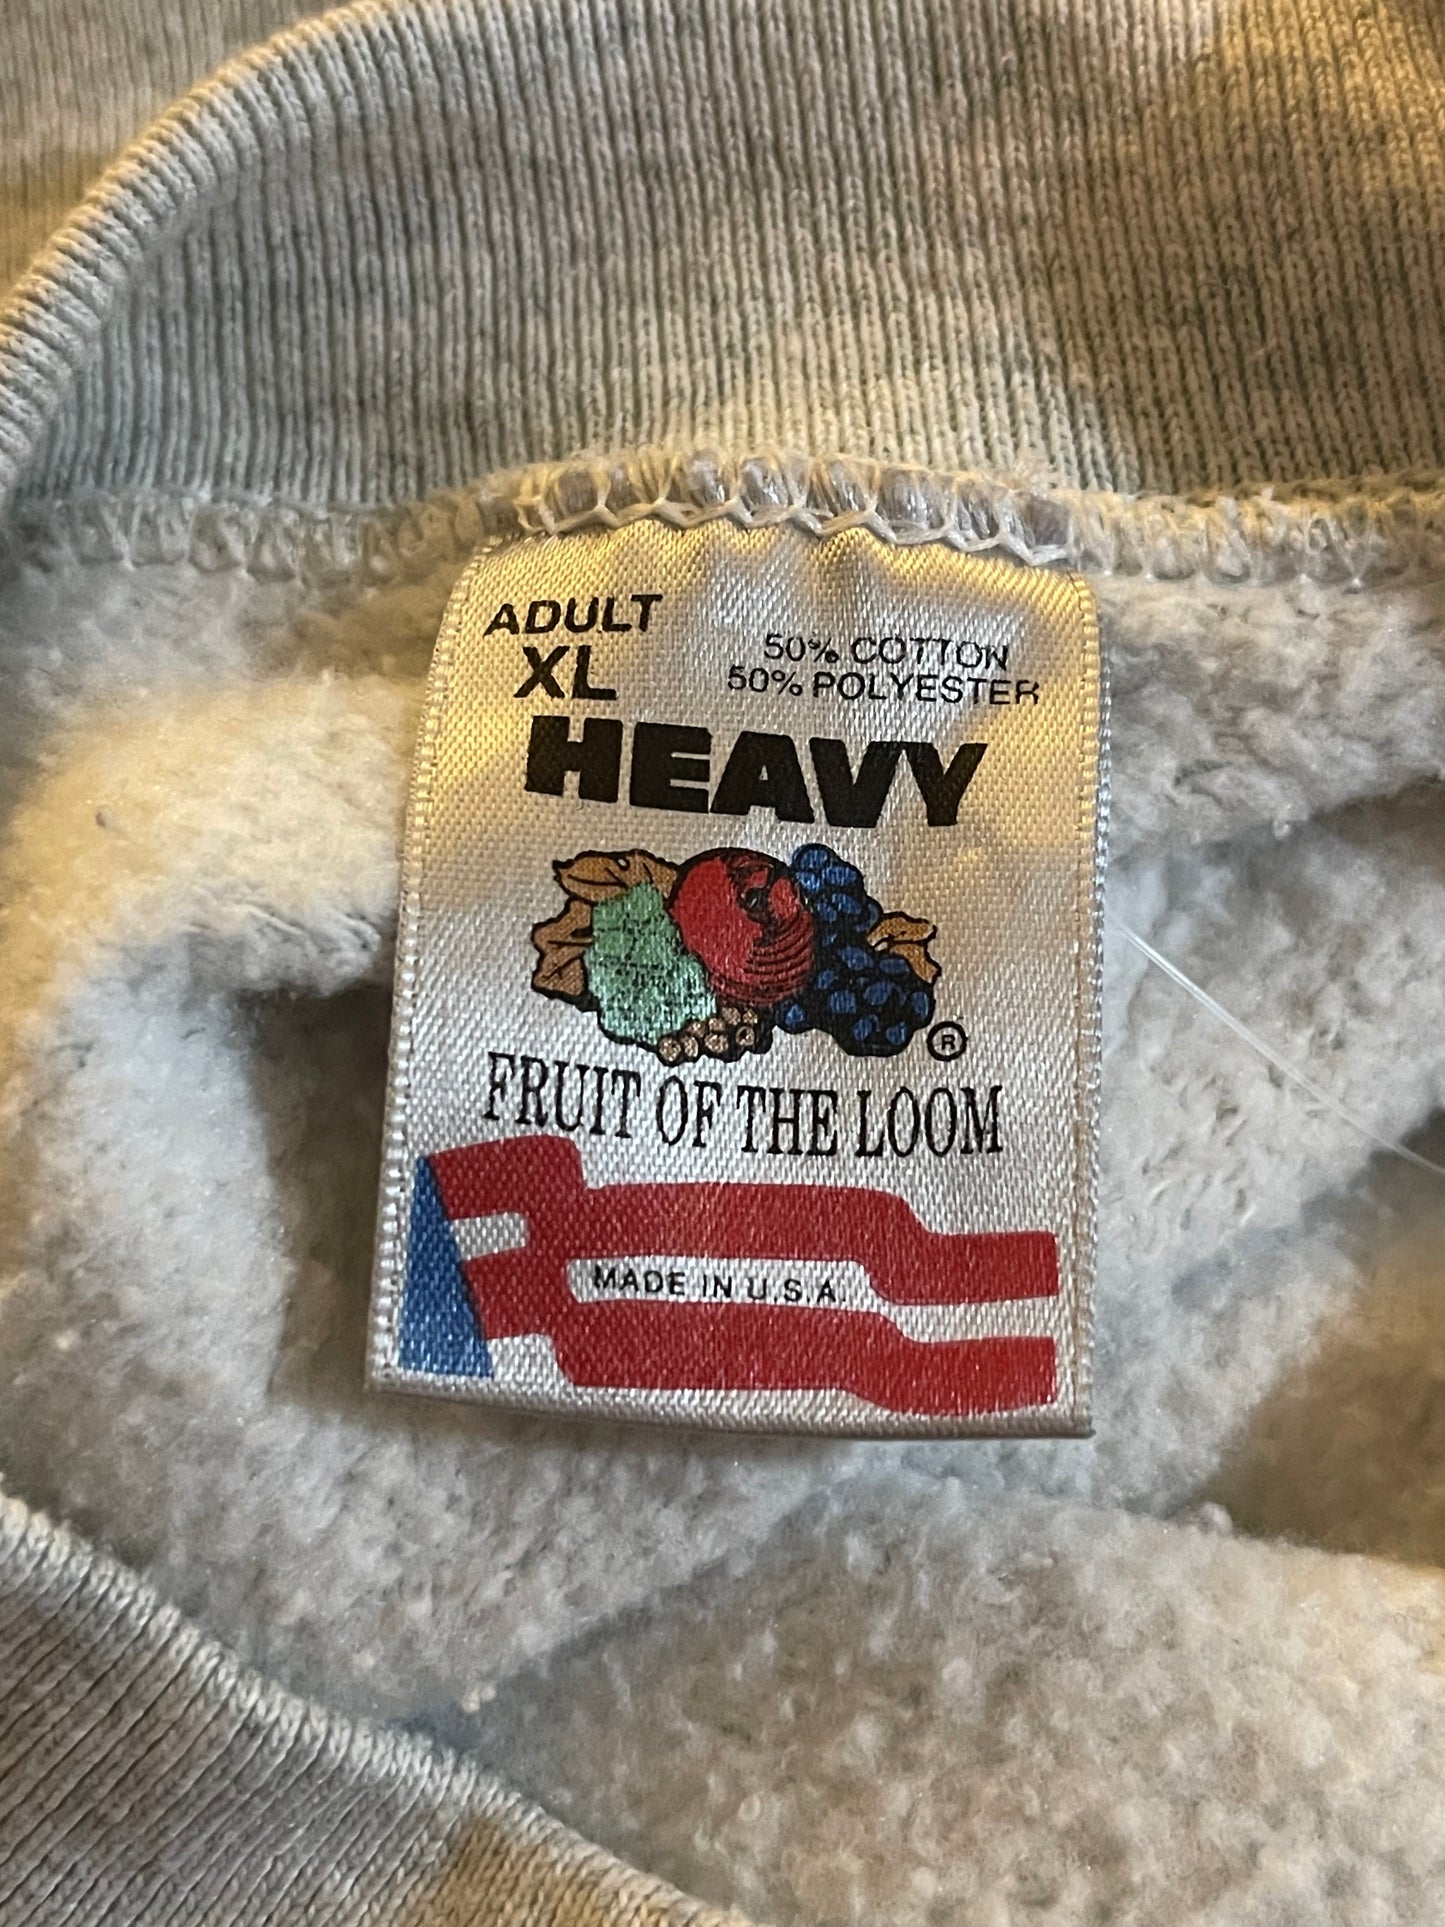 ADULT
XL
50% COTTON
50% POLYESTER
HEAVY
®
FRUIT OF THE LOOM
MADE IN U.S.A.